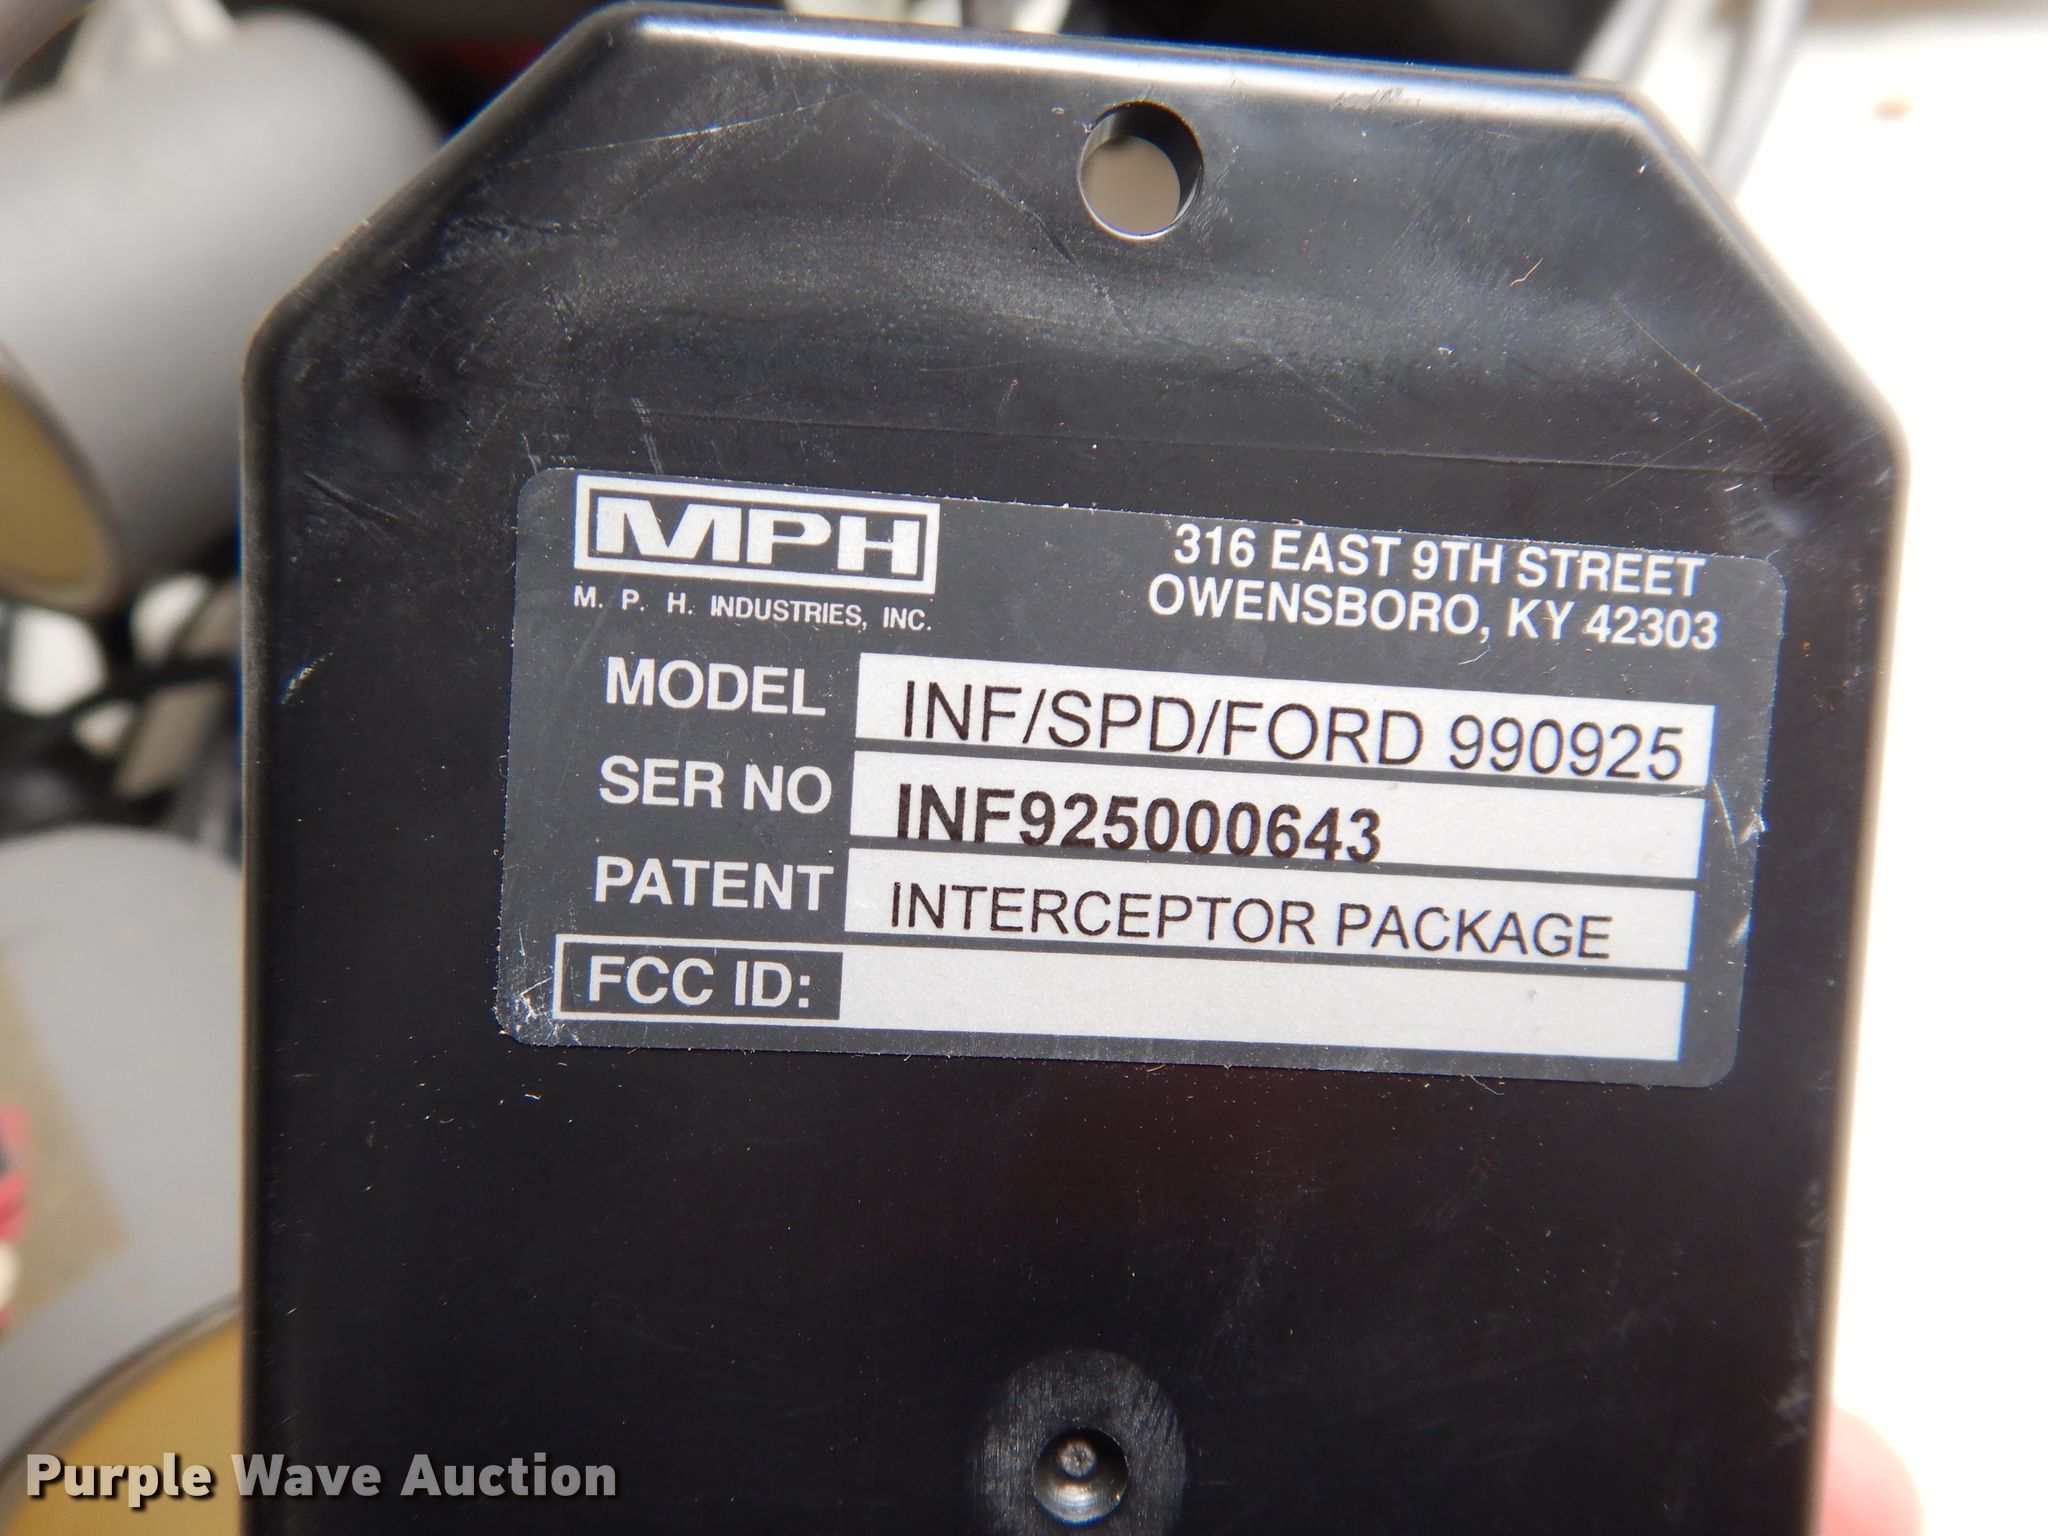 MPH
M. P. H. INDUSTRIES, INC.
316 EAST 9TH STREET
OWENSBORO, KY 42303
MODEL INF/SPD/FORD 990925
SER NO INF925000643
PATENT INTERCEPTOR PACKAGE
FCC ID:
Purple Wave Auction